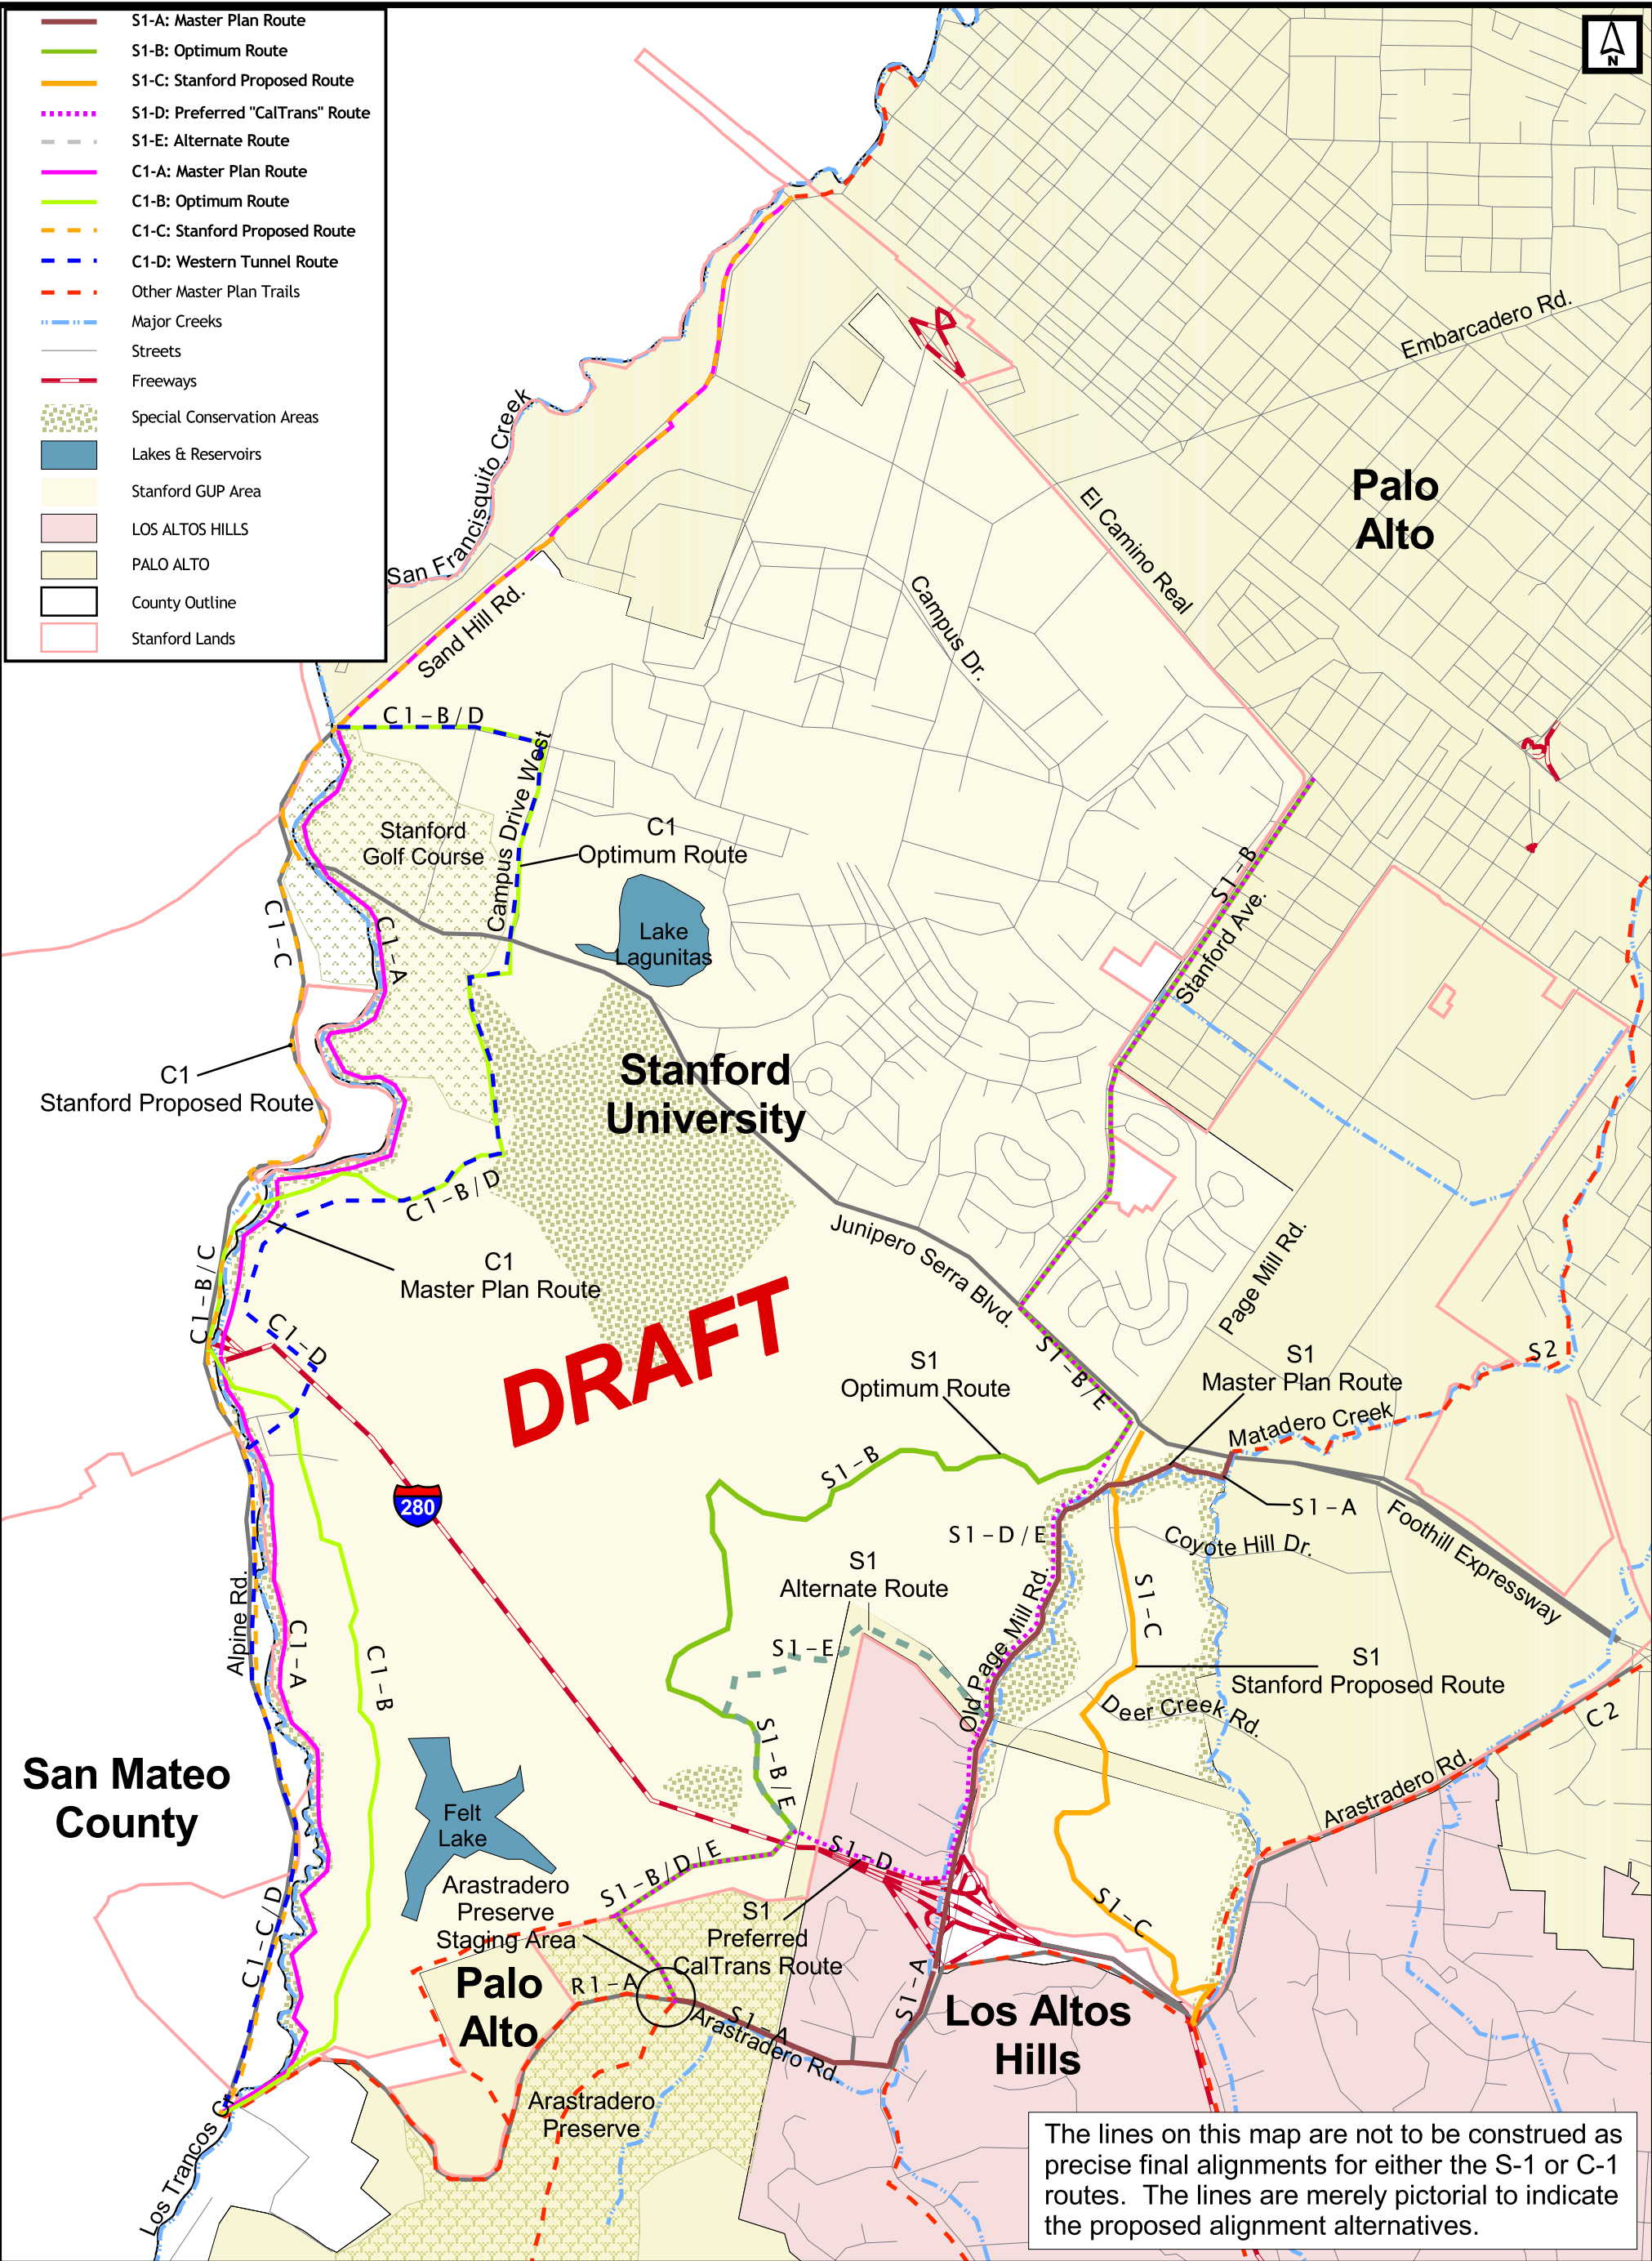 S1-A: Master Plan Route
S1-B: Optimum Route
S1-C: Stanford Proposed Route
S1-D: Preferred "CalTrans" Route
S1-E: Alternate Route
C1-A: Master Plan Route
C1-B: Optimum Route
C1-C: Stanford Proposed Route
C1-D: Western Tunnel Route
Other Master Plan Trails
Major Creeks
Streets
Freeways
Special Conservation Areas
Lakes & Reservoirs
Stanford GUP Area
LOS ALTOS HILLS
PALO ALTO
County Outline
Stanford Lands
N
Embarcadero Rd.
San Francisquito Creek
Palo
Alto
El Camino Real
Campus Dr.
Sand Hill Rd.
C1-B/D
Campus Drive West
Stanford
Golf Course
C1
Optimum Route
S1-B
Stanford Ave.
C1-C
C1-A
Lake
Lagunitas
C1
Stanford Proposed Route
Stanford
University
C1-B/D
Junipero Serra Blvd.
Page Mill Rd.
C1-B/C
C1
Master Plan Route
C1-D
DRAFT
S1-B/E
S1
Optimum Route
S1
Master Plan Route
S2
Matadero Creek
S1-B
280
S1-A
Foothill Expressway
S1-D/E
Coyote Hill Dr.
S1
Alternate Route
S1-C
Alpine Rd.
C1-A
C1-B
S1-E
Old Page Mill Rd.
S1
Stanford Proposed Route
Deer Creek Rd.
C2
S1-B/E
San Mateo
County
Felt
Lake
Arastradero Rd.
S1-D
S1-B/D/E
Arastradero
Preserve
Staging Area
S1
Preferred
CalTrans Route
S1-C
C1-C/D
Palo
Alto
R1-A
S1-A
Arastradero Rd.
S1-A
Los Altos
Hills
Arastradero
Preserve
Los Trancos Cr.
The lines on this map are not to be construed as
precise final alignments for either the S-1 or C-1
routes. The lines are merely pictorial to indicate
the proposed alignment alternatives.